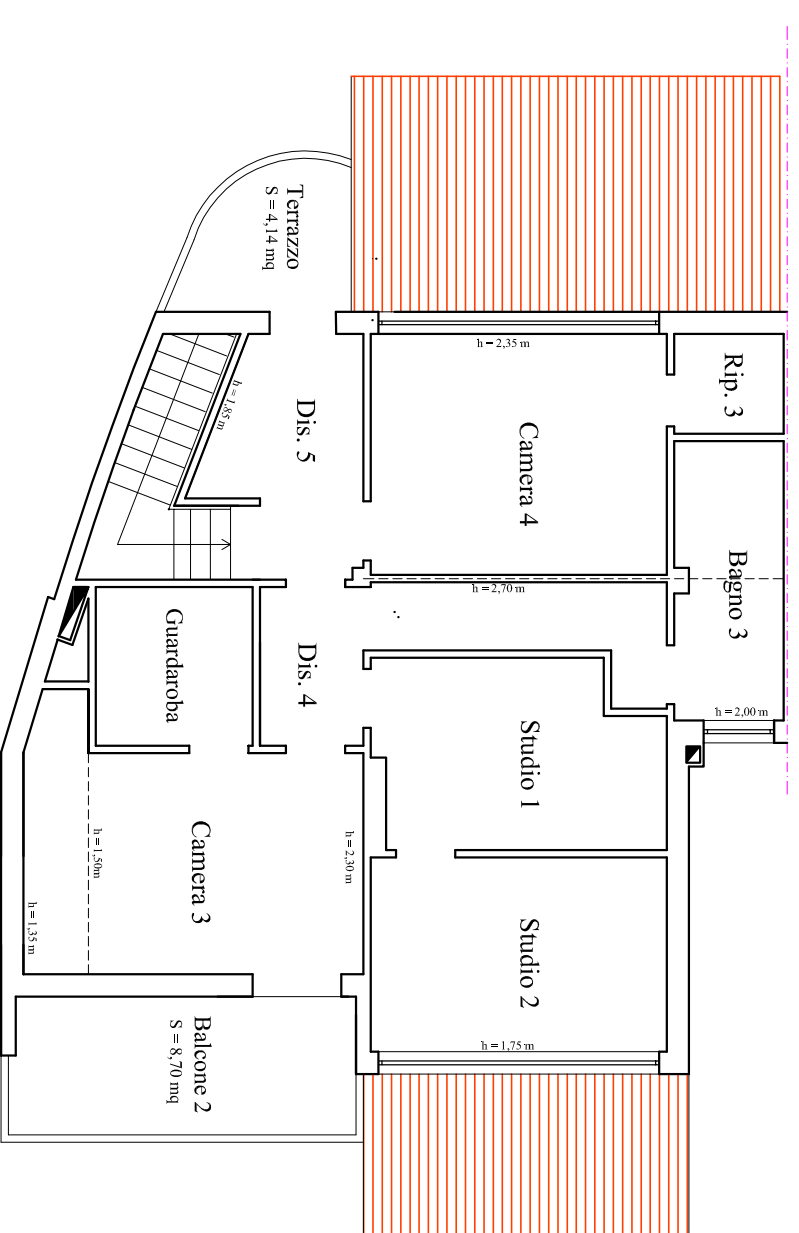 Terrazzo
S = 4,14 mq
h = 2,35 m
Rip. 3
h = 1,85 m
Dis. 5
Camera 4
Bagno 3
h = 2,70 m
Guardaroba
Dis. 4
h = 2,00 m
Studio 1
Camera 3
h = 1,50m
h = 2,30 m
h = 1,35 m
Studio 2
h = 1,75 m
Balcone 2
S = 8,70 mq